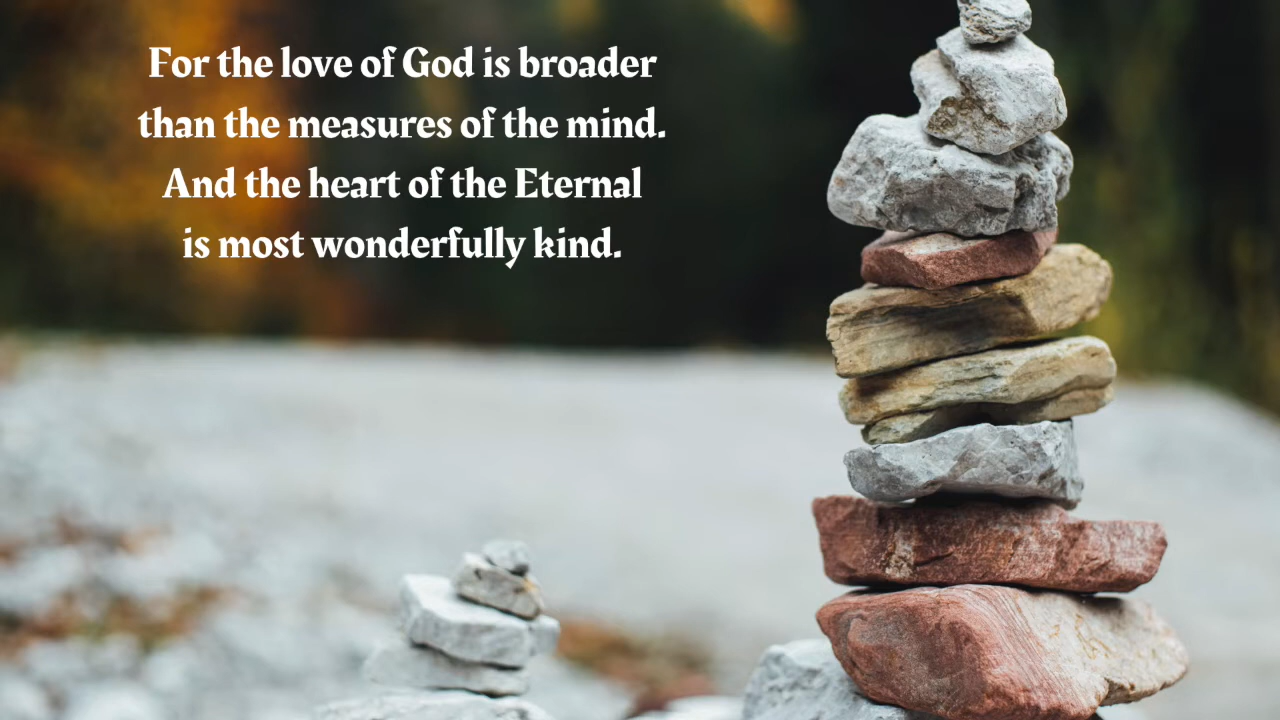 For the love of God is broader
than the measures of the mind.
And the heart of the Eternal
is most wonderfully kind.